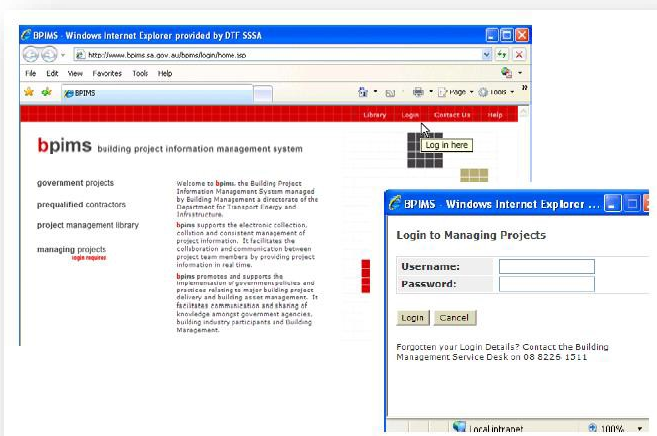 BPIMS - Windows Internet Explorer provided by DTF SSSA
http://www.bpims.sa.gov.au/bpims/login/home.jsp
File Edit View Favorites Tools Help
BPIMS
Page Tools
Library Login Contact Us Help
Log in here
bpims building project information management system
government projects
prequalified contractors
project management library
managing projects
login requires
Welcome to bpims, the Building Project
Information Management System managed
by Building Management a directorate of the
Department for Transport Energy and
Infrastructure.
bpims supports the electronic collection,
collation and consistent management of
project information. It facilitates the
collaboration and communication between
project team members by providing project
information in real time.
bpims promotes and supports the
implementation of government policies and
practices relating to major building project
delivery and building asset management. It
facilitates communication and sharing of
knowledge amongst government agencies,
building industry participants and Building
Management.
BPIMS - Windows Internet Explorer ...
Login to Managing Projects
Username:
Password:
Login Cancel
Forgotten your Login Details? Contact the Building
Management Service Desk on 08 8226 1511
Local intranet 100%